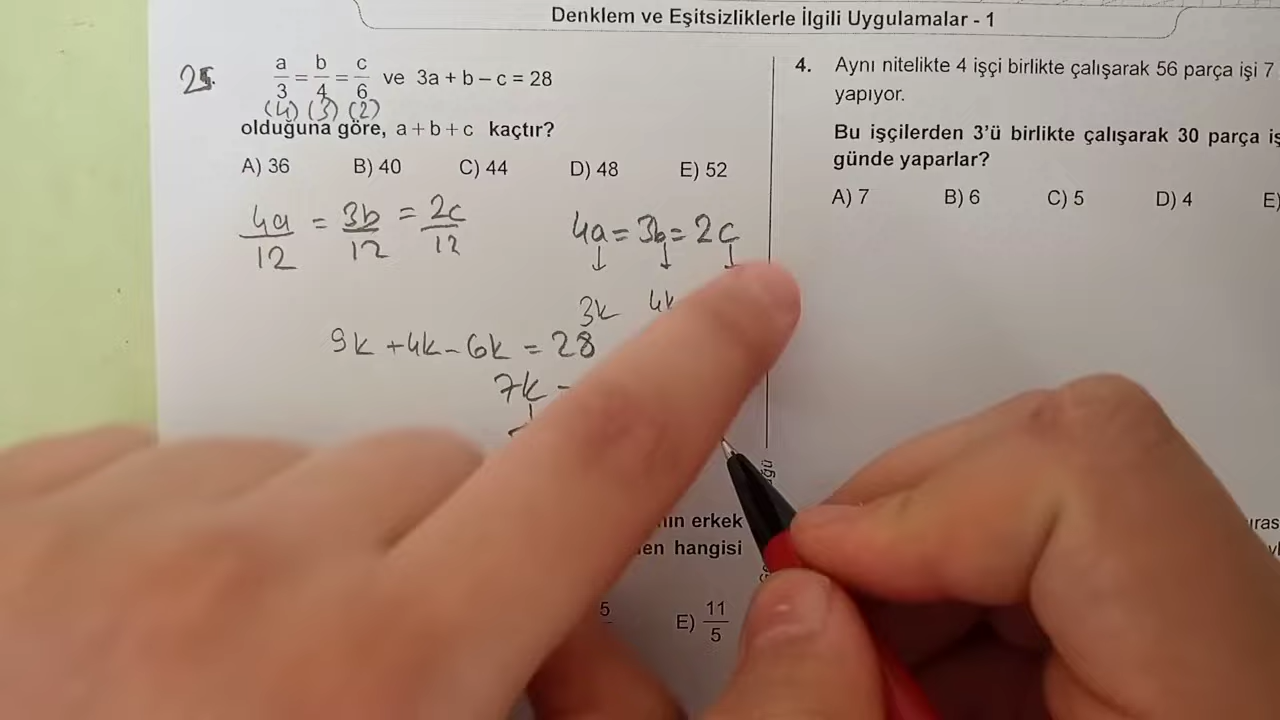 Denklem ve Eşitsizliklerle İlgili Uygulamalar - 1
25. a/3 = b/4 = c/6 ve 3a + b − c = 28
(4) (3) (2)
olduğuna göre, a + b + c kaçtır?
A) 36 B) 40 C) 44 D) 48 E) 52
4a/12 = 3b/12 = 2c/12
4a = 3b = 2c
3k 4k
9k + 4k − 6k = 28
7k
4. Aynı nitelikte 4 işçi birlikte çalışarak 56 parça işi 7
yapıyor.
Bu işçilerden 3'ü birlikte çalışarak 30 parça
günde yaparlar?
A) 7 B) 6 C) 5 D) 4 E)
erkek
hangisi
5 E) 11/5